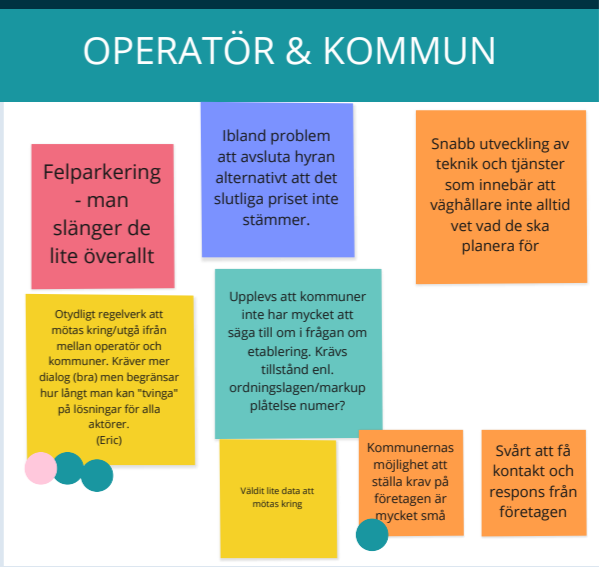 OPERATÖR & KOMMUN
Felparkering
- man
slänger de
lite överallt
Ibland problem
att avsluta hyran
alternativt att det
slutliga priset inte
stämmer.
Snabb utveckling av
teknik och tjänster
som innebär att
väghållare inte alltid
vet vad de ska
planera för
Otydligt regelverk att
mötas kring/utgå ifrån
mellan operatör och
kommuner. Kräver mer
dialog (bra) men begränsar
hur långt man kan "tvinga"
på lösningar för alla
aktörer.
(Eric)
Upplevs att kommuner
inte har mycket att
säga till om i frågan om
etablering. Krävs
tillstånd enl.
ordningslagen/markup
plåtelse numer?
Väldit lite data att
mötas kring
Kommunernas
möjlighet att
ställa krav på
företagen är
mycket små
Svårt att få
kontakt och
respons från
företagen